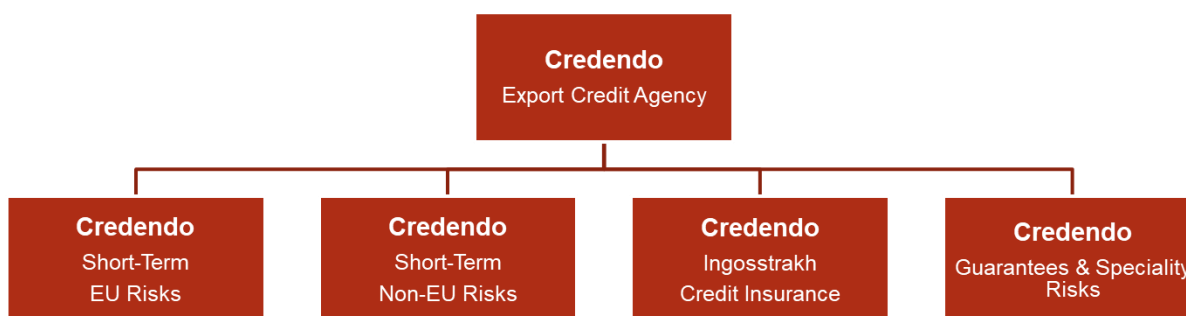 Credendo
Export Credit Agency
Credendo
Short-Term
EU Risks
Credendo
Short-Term
Non-EU Risks
Credendo
Ingosstrakh
Credit Insurance
Credendo
Guarantees & Speciality
Risks